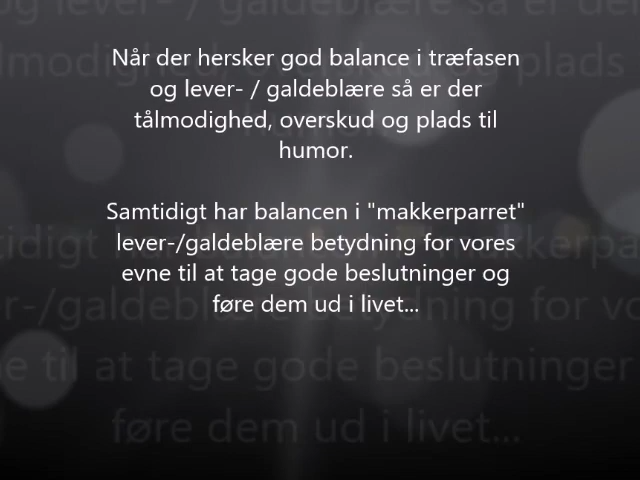 Når der hersker god balance i træfasen
og lever- / galdeblære så er der
tålmodighed, overskud og plads til
humor.
Samtidigt har balancen i "makkerparret"
lever-/galdeblære betydning for vores
evne til at tage gode beslutninger og
føre dem ud i livet...